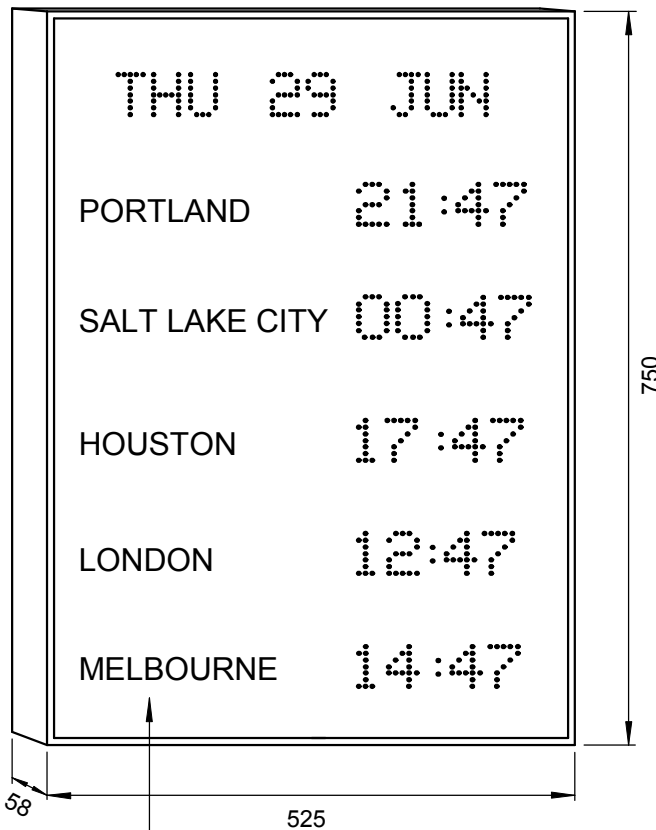 THU 29 JUN
PORTLAND 21:47
SALT LAKE CITY 00:47
HOUSTON 17:47
LONDON 12:47
MELBOURNE 14:47
750
58
525